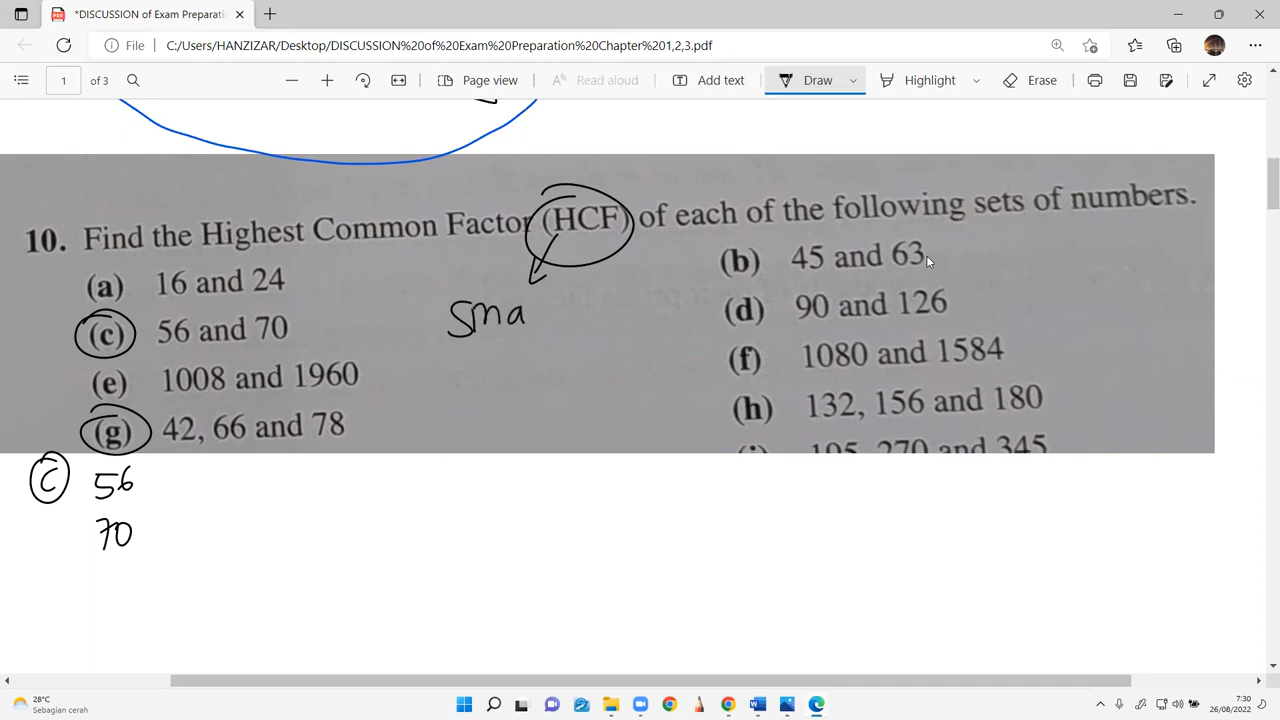 *DISCUSSION of Exam Preparati
File C:/Users/HANZIZAR/Desktop/DISCUSSION%20of%20Exam%20Preparation%20Chapter%201,2,3.pdf
1 of 3 Page view Read aloud Add text Draw Highlight Erase
10. Find the Highest Common Factor (HCF) of each of the following sets of numbers.
(a) 16 and 24
(b) 45 and 63
(c) 56 and 70
(d) 90 and 126
(e) 1008 and 1960
(f) 1080 and 1584
(g) 42, 66 and 78
(h) 132, 156 and 180
270 and 345
Sma
C 56
70
28°C
Sebagian cerah
7:30
26/08/2022